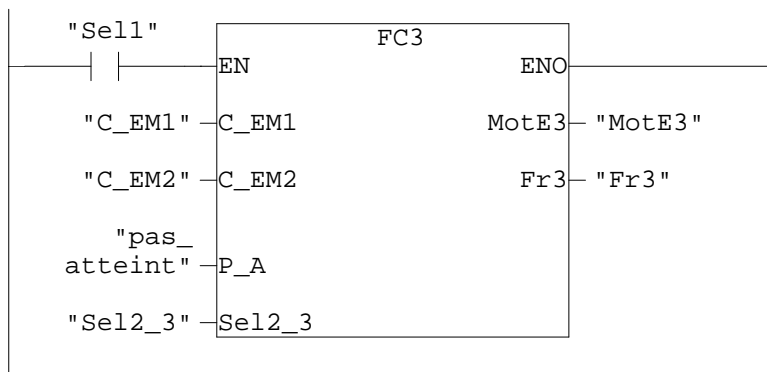 "Sel1"
FC3
EN ENO
"C_EM1" C_EM1 MotE3 "MotE3"
"C_EM2" C_EM2 Fr3 "Fr3"
"pas_
atteint" P_A
"Sel2_3" Sel2_3